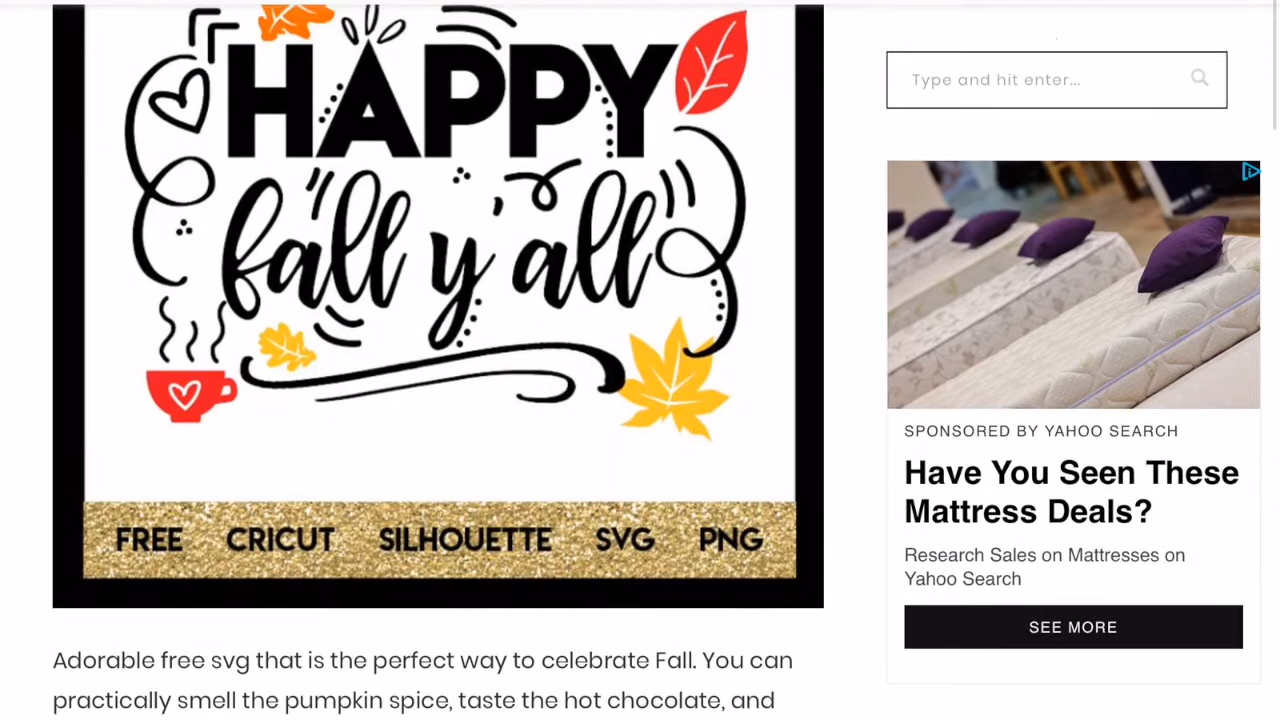 HAPPY
fall y'all
FREE CRICUT SILHOUETTE SVG PNG
Adorable free svg that is the perfect way to celebrate Fall. You can
practically smell the pumpkin spice, taste the hot chocolate, and
Type and hit enter...
SPONSORED BY YAHOO SEARCH
Have You Seen These
Mattress Deals?
Research Sales on Mattresses on
Yahoo Search
SEE MORE